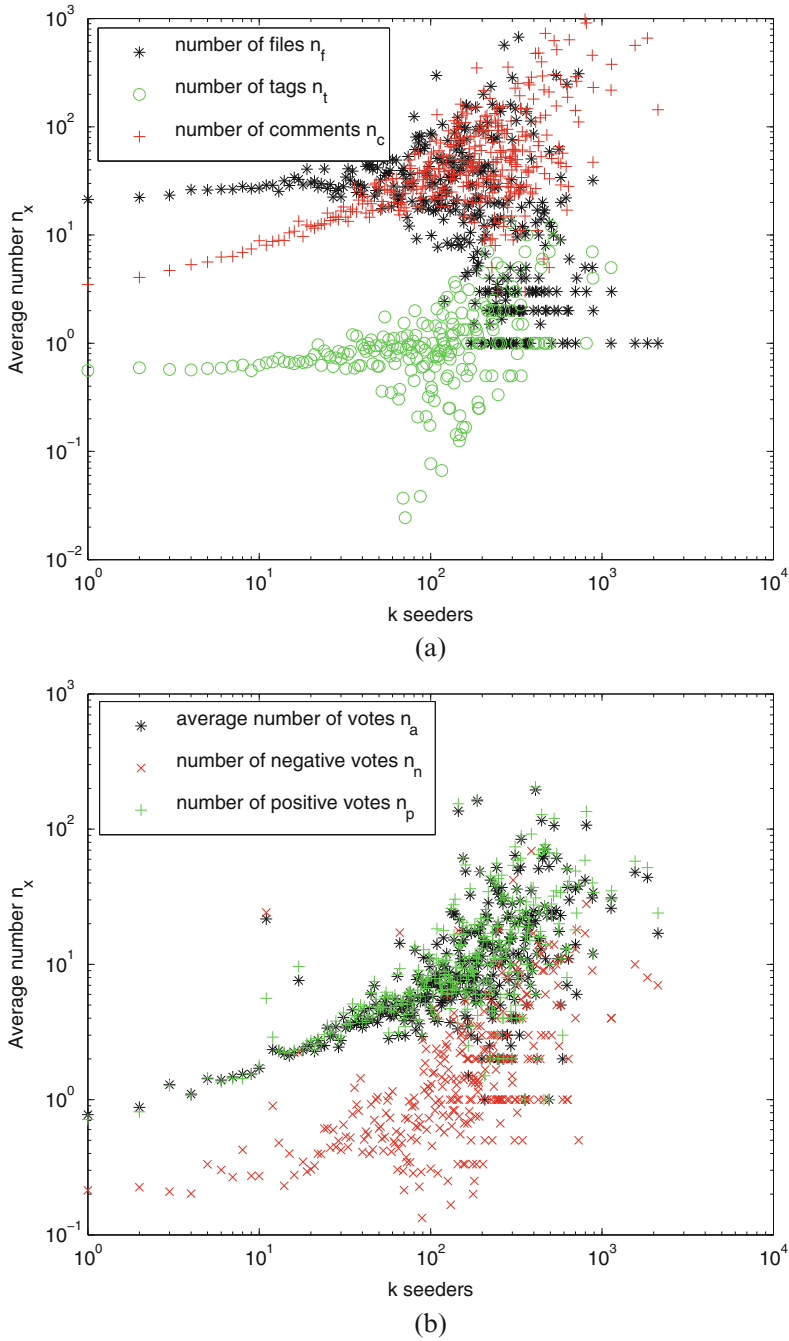 10^3
number of files n_f
number of tags n_t
number of comments n_c
10^2
10^1
10^0
10^-1
10^-2
Average number n_x
10^0
10^1
10^2
10^3
10^4
k seeders
(a)
10^3
average number of votes n_a
number of negative votes n_n
number of positive votes n_p
10^2
10^1
10^0
10^-1
Average number n_x
10^0
10^1
10^2
10^3
10^4
k seeders
(b)